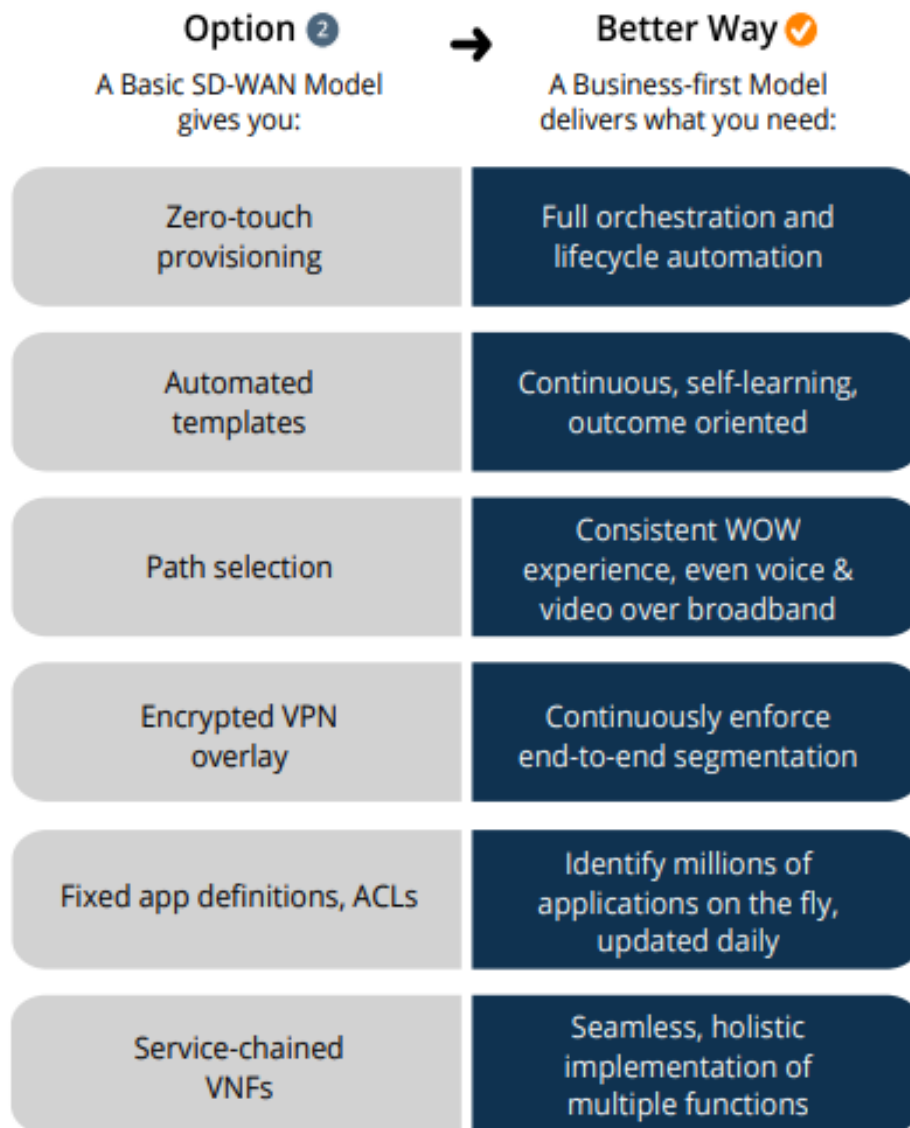 Option 2
Better Way
A Basic SD-WAN Model
gives you:
A Business-first Model
delivers what you need:
Zero-touch
provisioning
Full orchestration and
lifecycle automation
Automated
templates
Continuous, self-learning,
outcome oriented
Path selection
Consistent WOW
experience, even voice &
video over broadband
Encrypted VPN
overlay
Continuously enforce
end-to-end segmentation
Fixed app definitions, ACLs
Identify millions of
applications on the fly,
updated daily
Service-chained
VNFs
Seamless, holistic
implementation of
multiple functions